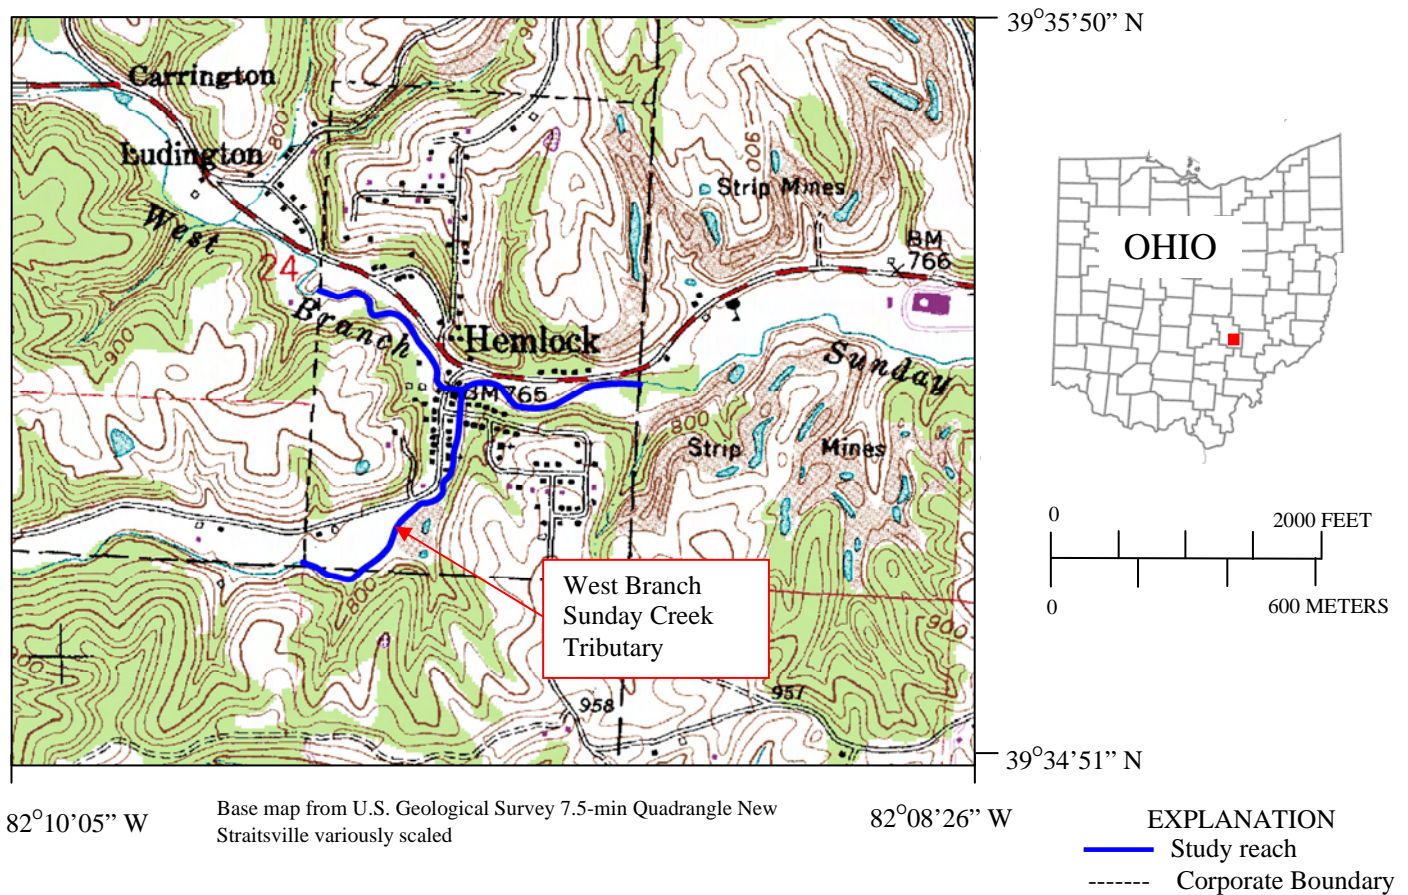 39°35'50" N
Carrington
800
Ludington
900
Strip Mines
West
BM
766
24
OHIO
Branch
Hemlock
Sunday
900
BM 765
800
Strip Mines
0 2000 FEET
West Branch
Sunday Creek
Tributary
0 600 METERS
800
900
900
957
958
39°34'51" N
82°10'05" W
Base map from U.S. Geological Survey 7.5-min Quadrangle New
Straitsville variously scaled
82°08'26" W
EXPLANATION
Study reach
Corporate Boundary